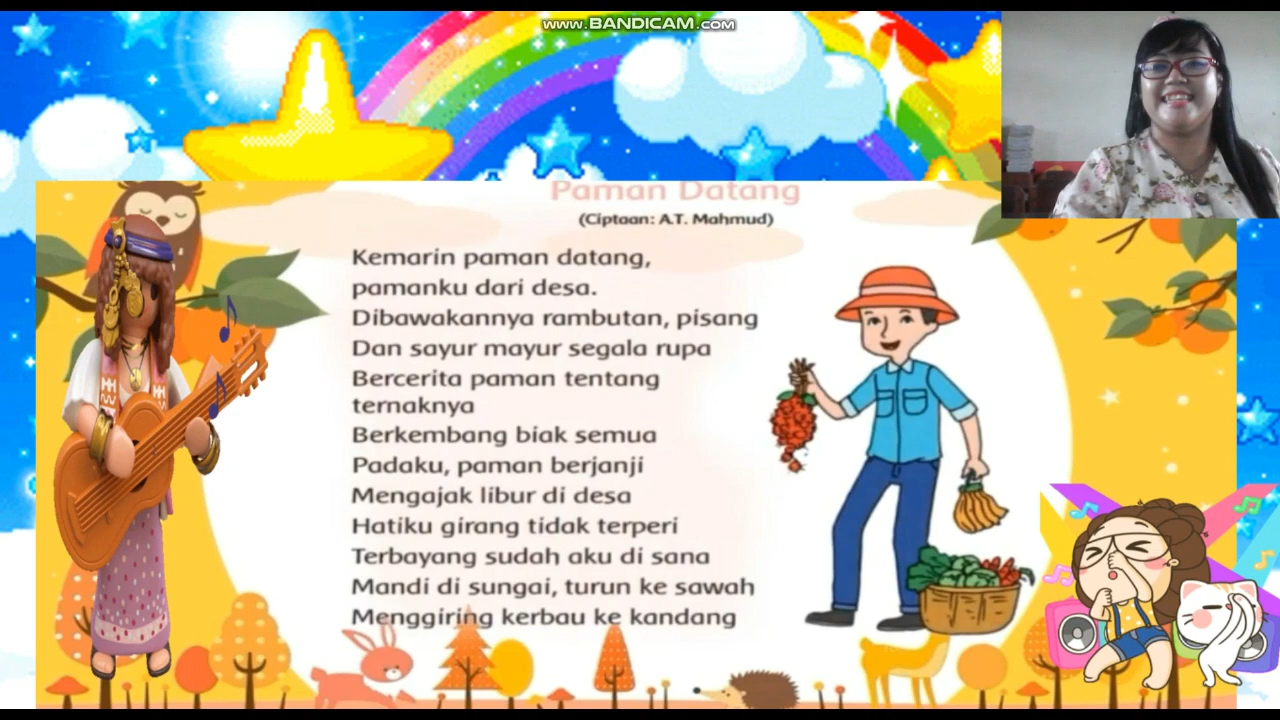 www.BANDICAM.com
Paman Datang
(Ciptaan: A.T. Mahmud)
Kemarin paman datang,
pamanku dari desa.
Dibawakannya rambutan, pisang
Dan sayur mayur segala rupa
Bercerita paman tentang
ternaknya
Berkembang biak semua
Padaku, paman berjanji
Mengajak libur di desa
Hatiku girang tidak terperi
Terbayang sudah aku di sana
Mandi di sungai, turun ke sawah
Menggiring kerbau ke kandang